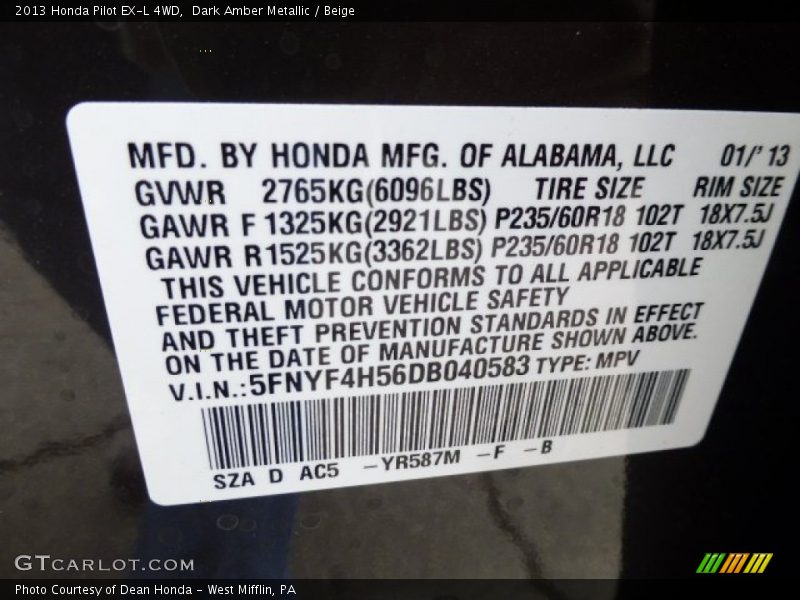 2013 Honda Pilot EX-L 4WD,  Dark Amber Metallic / Beige
MFD. BY HONDA MFG. OF ALABAMA, LLC 01/'13
GVWR 2765KG(6096LBS) TIRE SIZE RIM SIZE
GAWR F 1325KG(2921LBS) P235/60R18 102T 18X7.5J
GAWR R 1525KG(3362LBS) P235/60R18 102T 18X7.5J
THIS VEHICLE CONFORMS TO ALL APPLICABLE
FEDERAL MOTOR VEHICLE SAFETY
AND THEFT PREVENTION STANDARDS IN EFFECT
ON THE DATE OF MANUFACTURE SHOWN ABOVE.
V.I.N.:5FNYF4H56DB040583 TYPE: MPV
SZA D AC5 -YR587M -F -B
GTCARLOT.COM
Photo Courtesy of Dean Honda - West Mifflin, PA